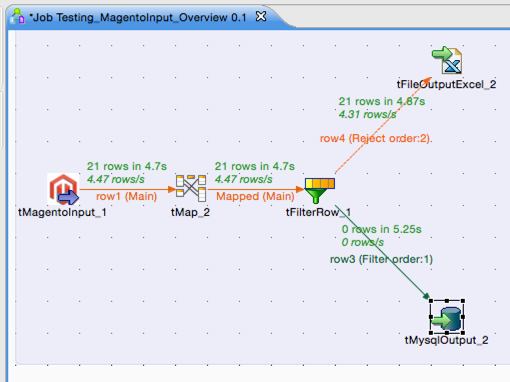 *Job Testing_MagentoInput_Overview 0.1
tFileOutputExcel_2
21 rows in 4.87s
4.31 rows/s
row4 (Reject order:2).
21 rows in 4.7s
4.47 rows/s
row1 (Main)
21 rows in 4.7s
4.47 rows/s
Mapped (Main)
tMagentoInput_1
tMap_2
tFilterRow_1
0 rows in 5.25s
0 rows/s
row3 (Filter order:1)
tMysqlOutput_2